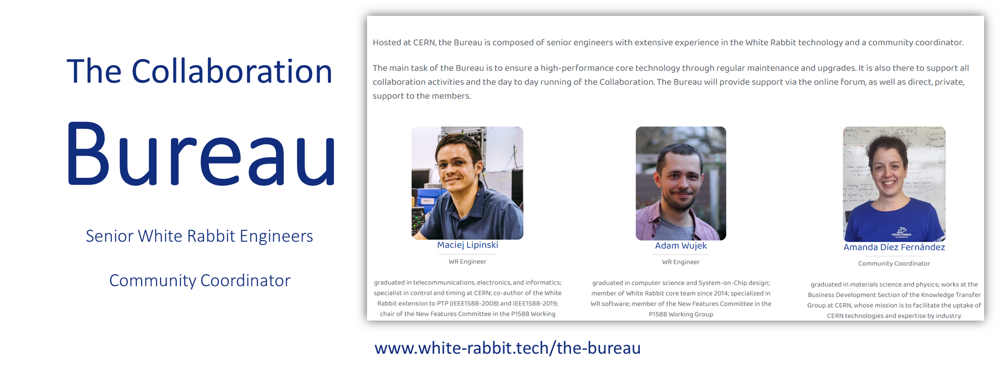 The Collaboration
Bureau
Senior White Rabbit Engineers
Community Coordinator
Hosted at CERN, the Bureau is composed of senior engineers with extensive experience in the White Rabbit technology and a community coordinator.
The main task of the Bureau is to ensure a high-performance core technology through regular maintenance and upgrades. It is also there to support all
collaboration activities and the day to day running of the Collaboration. The Bureau will provide support via the online forum, as well as direct, private,
support to the members.
White Rabbit
Maciej Lipinski
WR Engineer
graduated in telecommunications, electronics, and informatics;
specialist in control and timing at CERN; co-author of the White
Rabbit extension to PTP (IEEE1588-2008) and IEEE1588-2019;
chair of the New Features Committee in the P1588 Working
Adam Wujek
WR Engineer
graduated in computer science and System-on-Chip design;
member of White Rabbit core team since 2014; specialized in
WR software; member of the New Features Committee in the
P1588 Working Group
Amanda Díez Fernández
Community Coordinator
graduated in materials science and physics; works at the
Business Development Section of the Knowledge Transfer
Group at CERN, whose mission is to facilitate the uptake of
CERN technologies and expertise by industry.
www.white-rabbit.tech/the-bureau